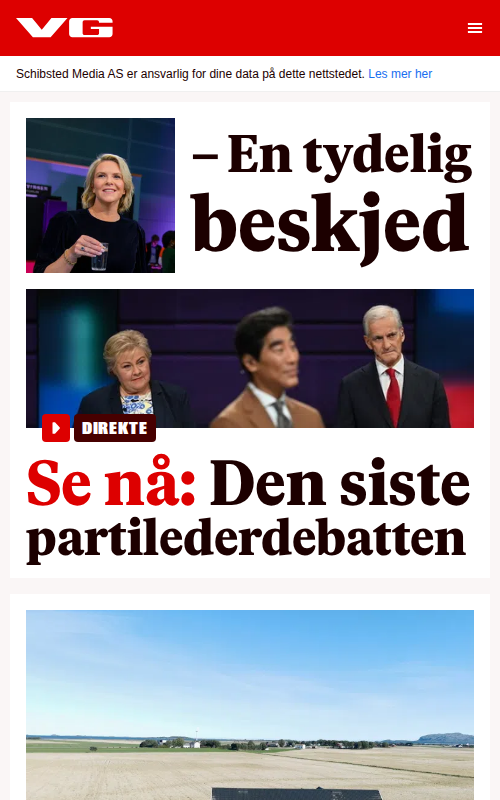 VG
Schibsted Media AS er ansvarlig for dine data på dette nettstedet. Les mer her
– En tydelig
beskjed
DIREKTE
Se nå: Den siste
partilederdebatten